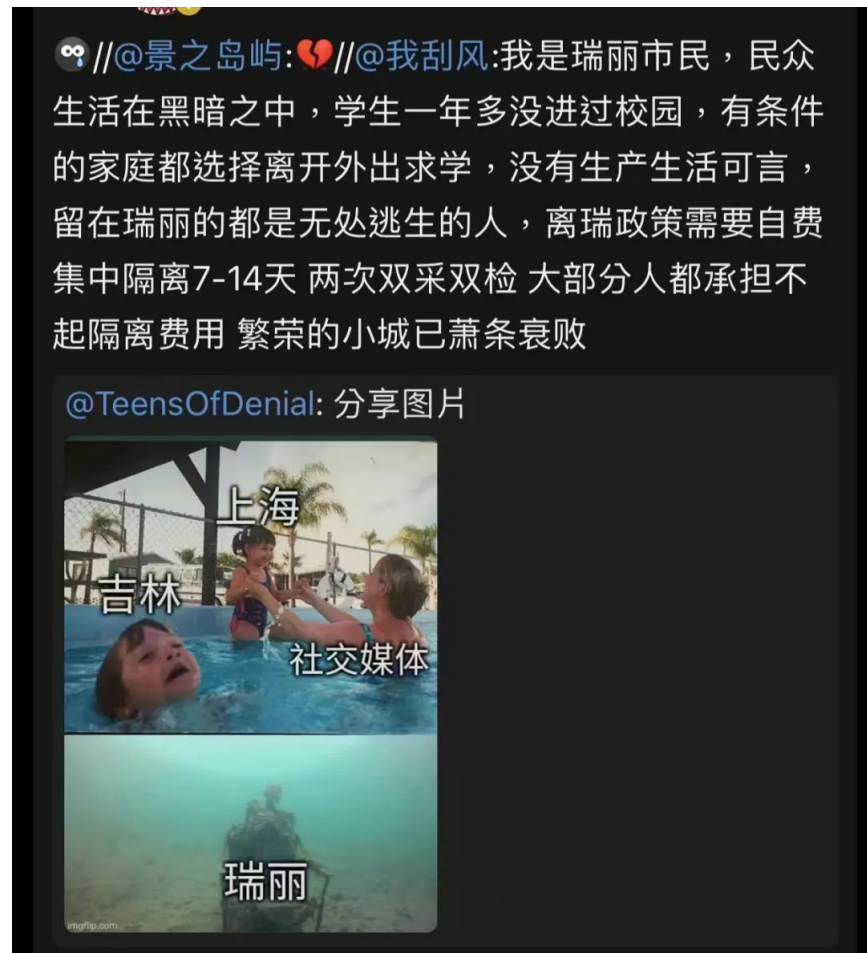 //@景之岛屿:💔//@我刮风:我是瑞丽市民，民众
生活在黑暗之中，学生一年多没进过校园，有条件
的家庭都选择离开外出求学，没有生产生活可言，
留在瑞丽的都是无处逃生的人，离瑞政策需要自费
集中隔离7-14天 两次双采双检 大部分人都承担不
起隔离费用 繁荣的小城已萧条衰败
@TeensOfDenial: 分享图片
上海
吉林
社交媒体
瑞丽
imgflip.com